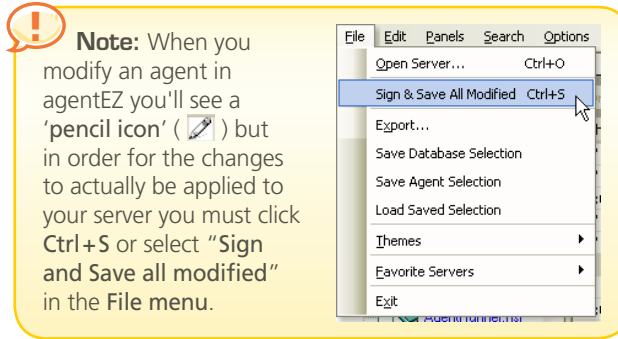 !
Note: When you
modify an agent in
agentEZ you'll see a
‘pencil icon’ ( ) but
in order for the changes
to actually be applied to
your server you must click
Ctrl+S or select “Sign
and Save all modified”
in the File menu.
File Edit Panels Search Options
Open Server... Ctrl+O
Sign & Save All Modified Ctrl+S
Export...
Save Database Selection
Save Agent Selection
Load Saved Selection
Themes
Favorite Servers
Exit